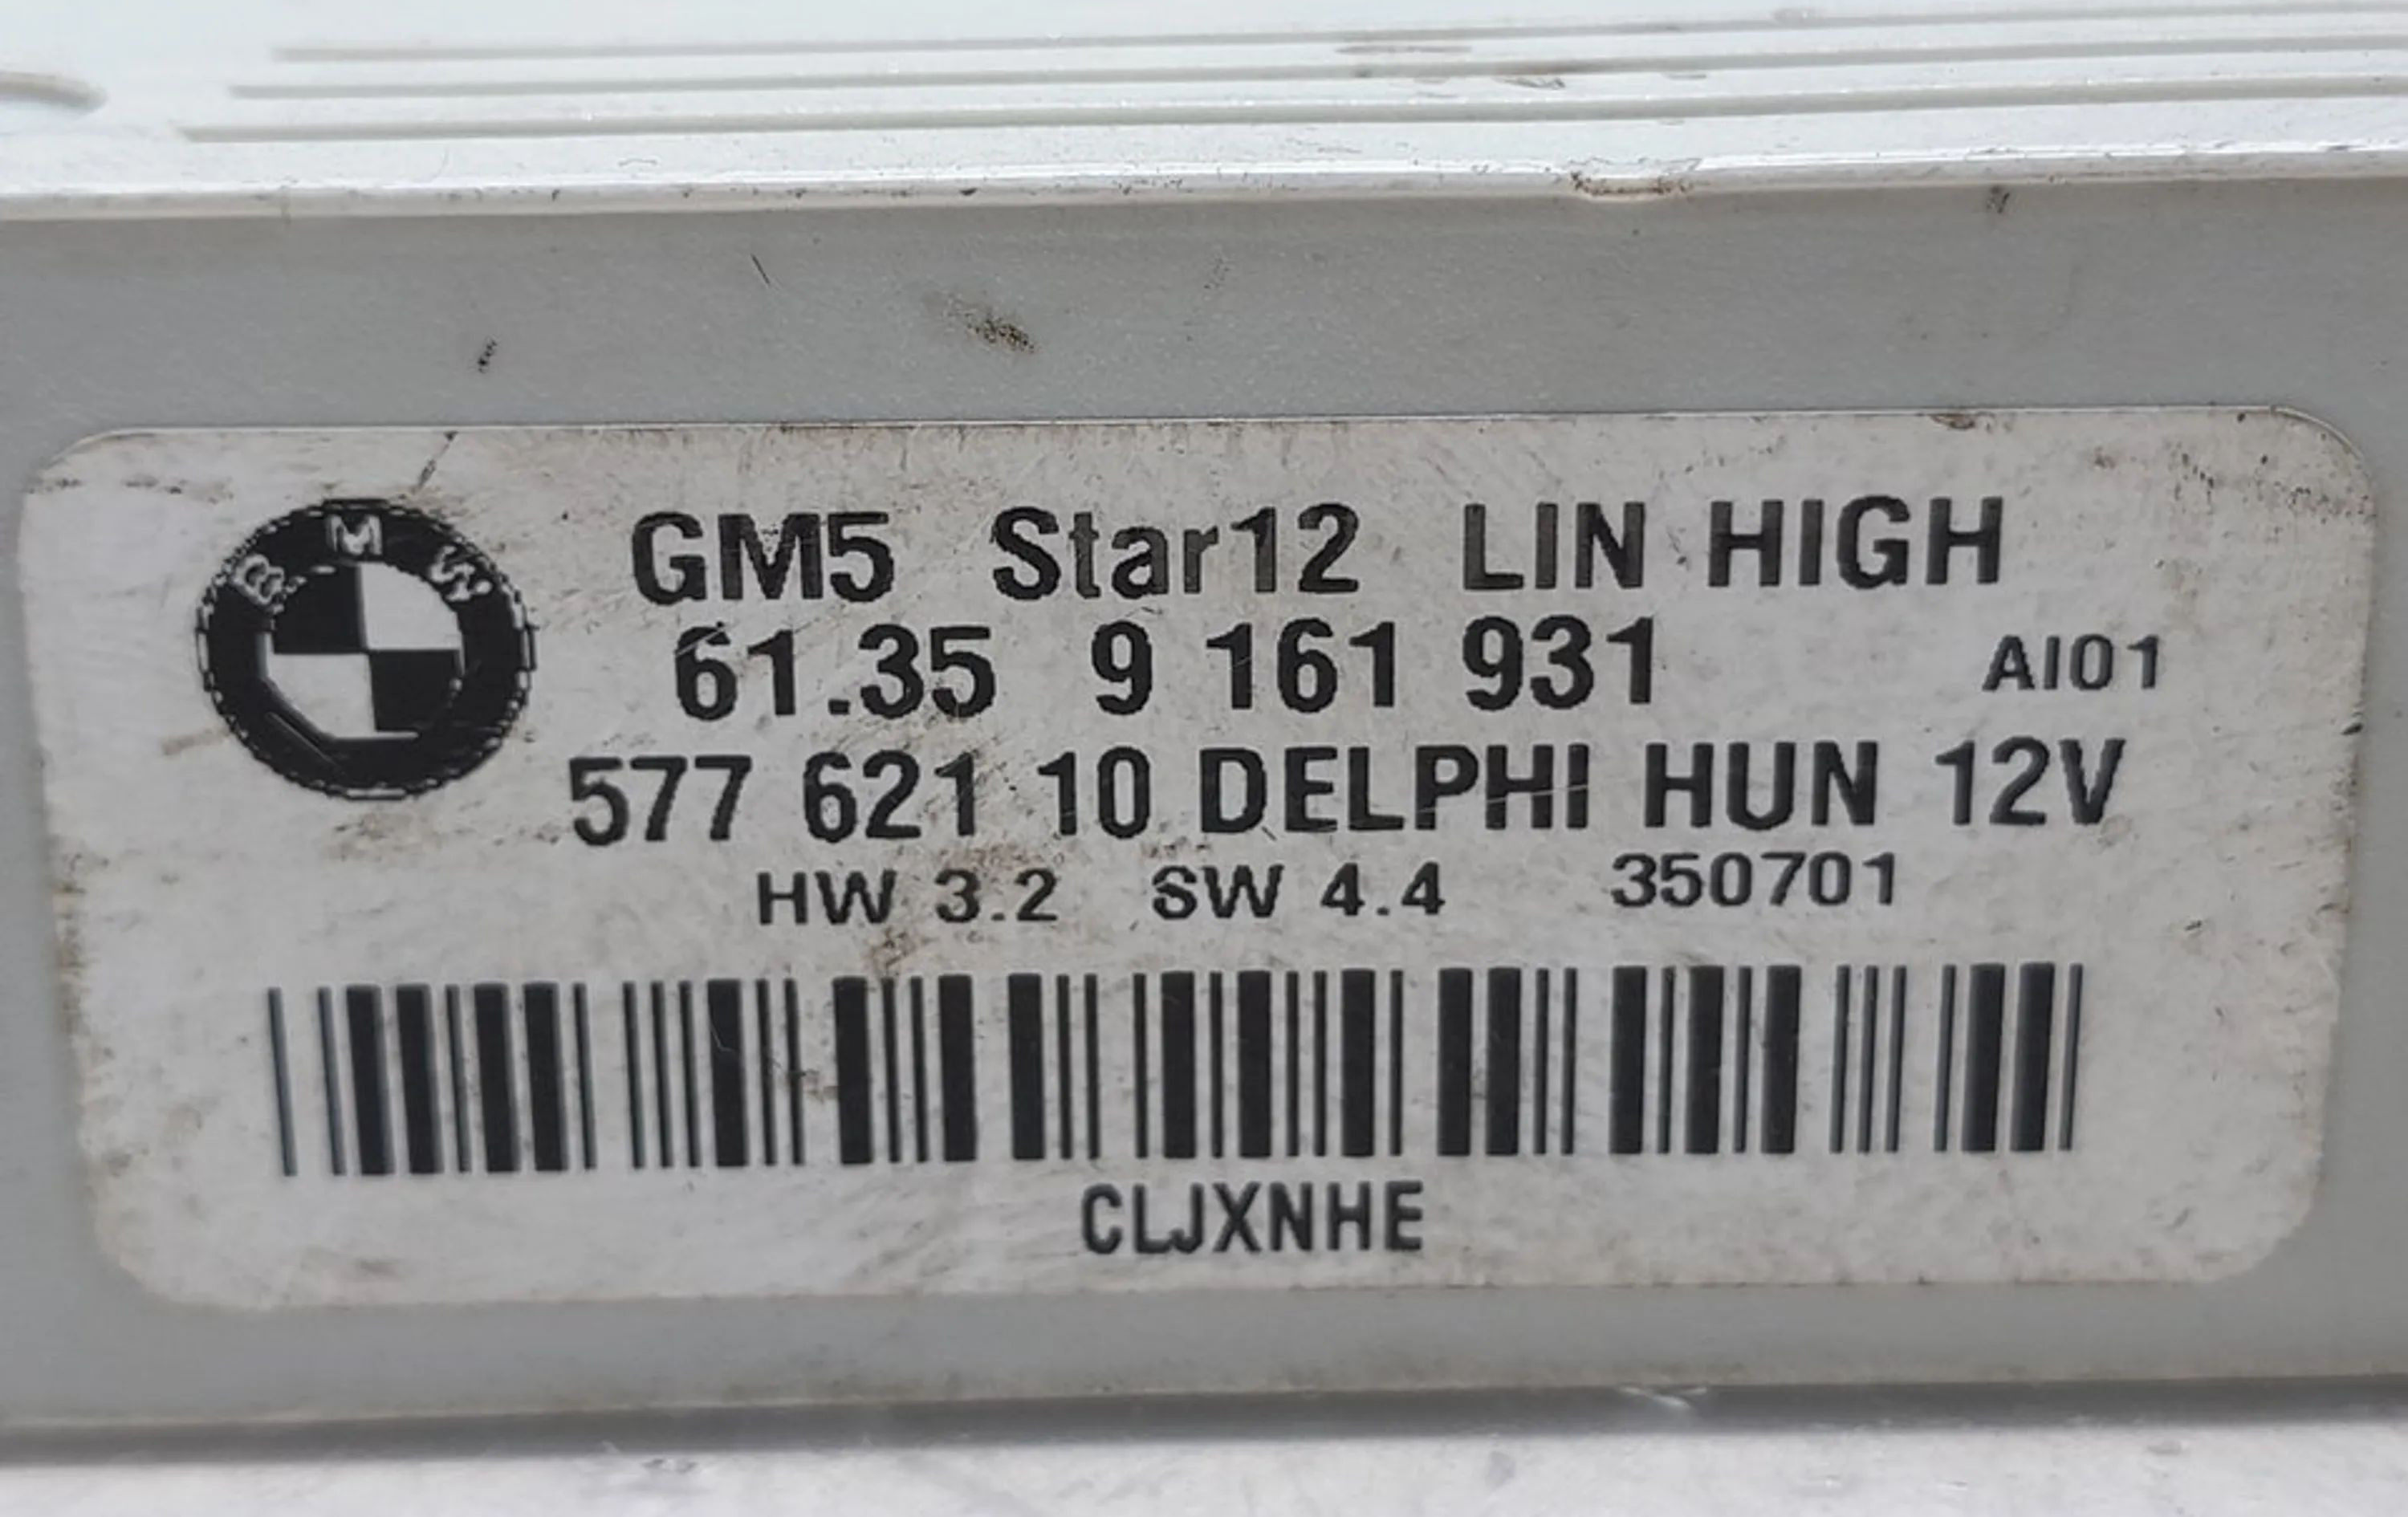 BMW
GM5 Star12 LIN HIGH
61.35 9 161 931 AI01
577 621 10 DELPHI HUN 12V
HW 3.2 SW 4.4 350701
CLJXNHE